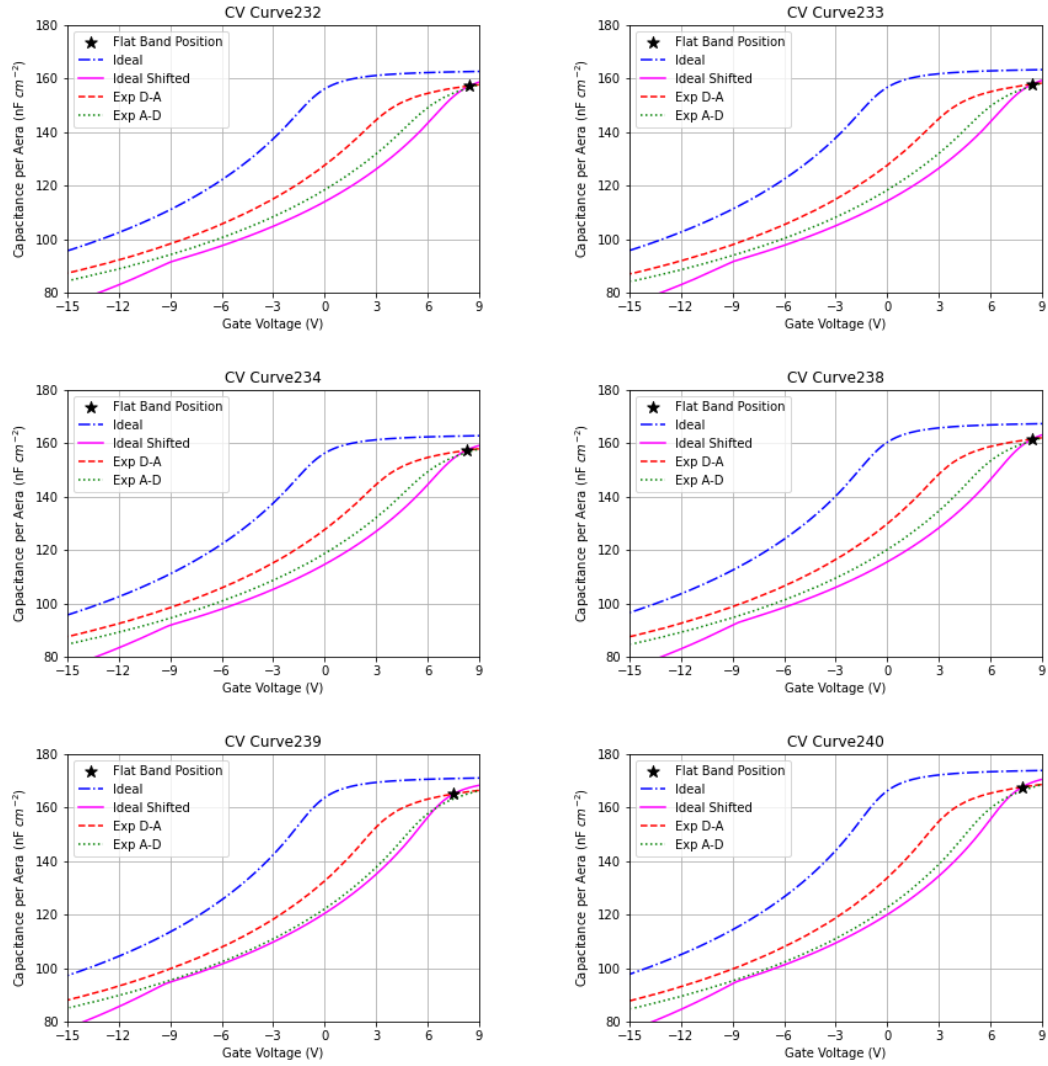 CV Curve232
Capacitance per Aera (nF cm⁻²)
180
160
140
120
100
80
Flat Band Position
Ideal
Ideal Shifted
Exp D-A
Exp A-D
−15 −12 −9 −6 −3 0 3 6 9
Gate Voltage (V)
CV Curve233
Capacitance per Aera (nF cm⁻²)
180
160
140
120
100
80
Flat Band Position
Ideal
Ideal Shifted
Exp D-A
Exp A-D
−15 −12 −9 −6 −3 0 3 6 9
Gate Voltage (V)
CV Curve234
Capacitance per Aera (nF cm⁻²)
180
160
140
120
100
80
Flat Band Position
Ideal
Ideal Shifted
Exp D-A
Exp A-D
−15 −12 −9 −6 −3 0 3 6 9
Gate Voltage (V)
CV Curve238
Capacitance per Aera (nF cm⁻²)
180
160
140
120
100
80
Flat Band Position
Ideal
Ideal Shifted
Exp D-A
Exp A-D
−15 −12 −9 −6 −3 0 3 6 9
Gate Voltage (V)
CV Curve239
Capacitance per Aera (nF cm⁻²)
180
160
140
120
100
80
Flat Band Position
Ideal
Ideal Shifted
Exp D-A
Exp A-D
−15 −12 −9 −6 −3 0 3 6 9
Gate Voltage (V)
CV Curve240
Capacitance per Aera (nF cm⁻²)
180
160
140
120
100
80
Flat Band Position
Ideal
Ideal Shifted
Exp D-A
Exp A-D
−15 −12 −9 −6 −3 0 3 6 9
Gate Voltage (V)